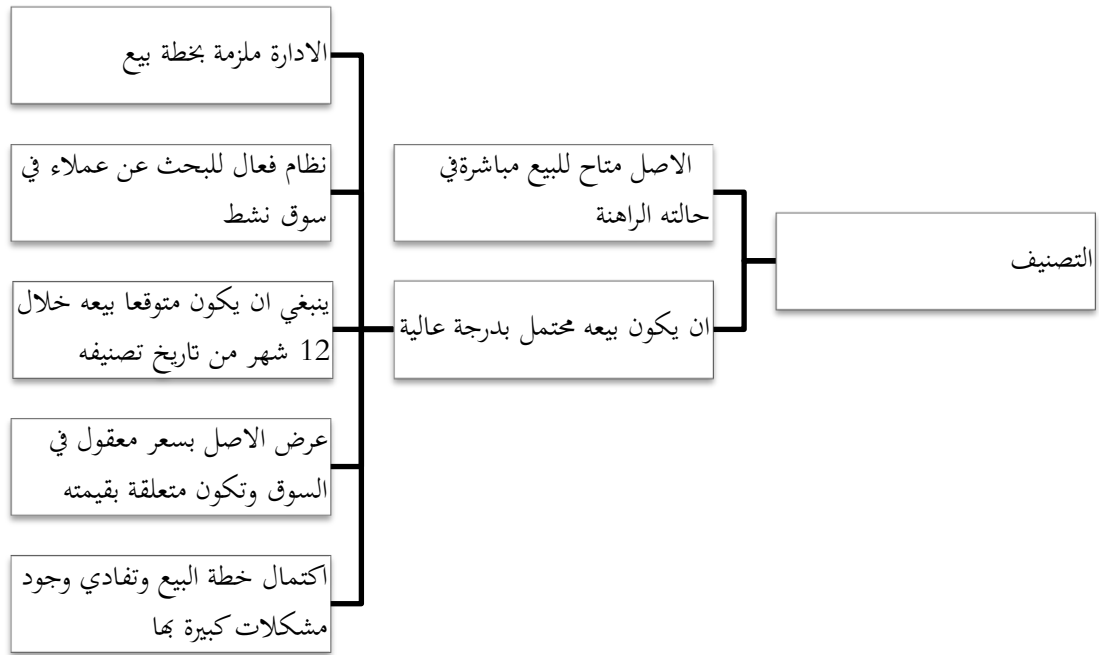 التصنيف
الاصل متاح للبيع مباشرةفي
حالته الراهنة
ان يكون بيعه محتمل بدرجة عالية
الادارة ملزمة بخطة بيع
نظام فعال للبحث عن عملاء في
سوق نشط
ينبغي ان يكون متوقعا بيعه خلال
12 شهر من تاريخ تصنيفه
عرض الاصل بسعر معقول في
السوق وتكون متعلقة بقيمته
اكتمال خطة البيع وتفادي وجود
مشكلات كبيرة بها